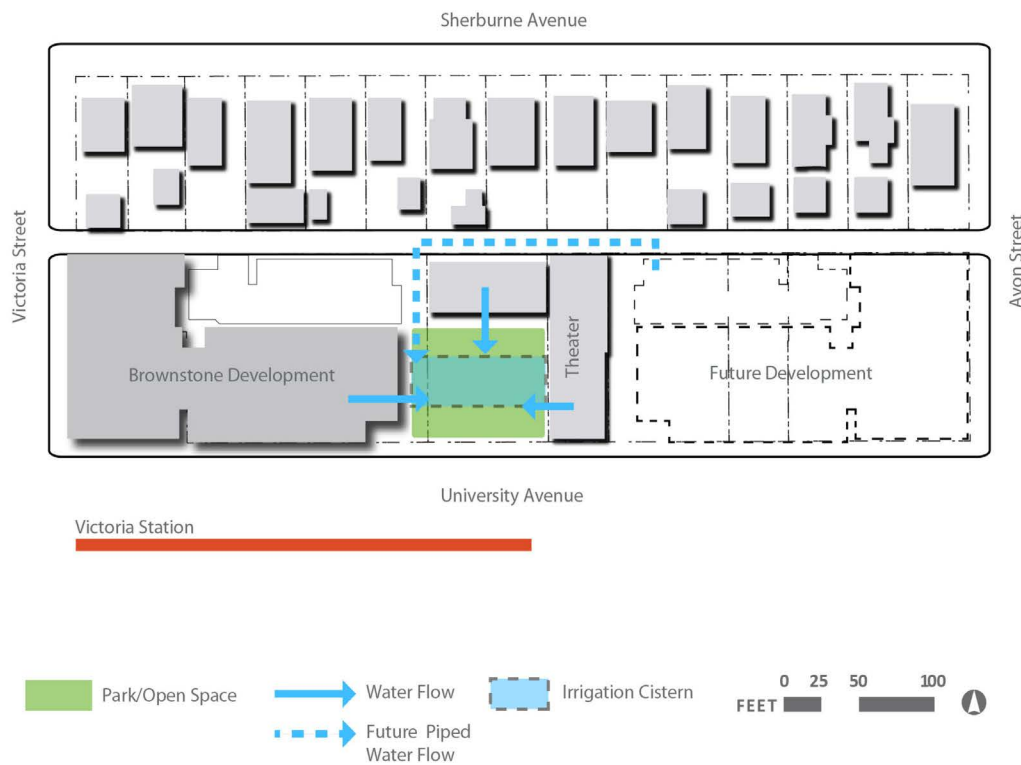 Sherburne Avenue
Victoria Street
Avon Street
Brownstone Development
Theater
Future Development
University Avenue
Victoria Station
Park/Open Space
Water Flow
Irrigation Cistern
Future Piped
Water Flow
0 25 50 100
FEET